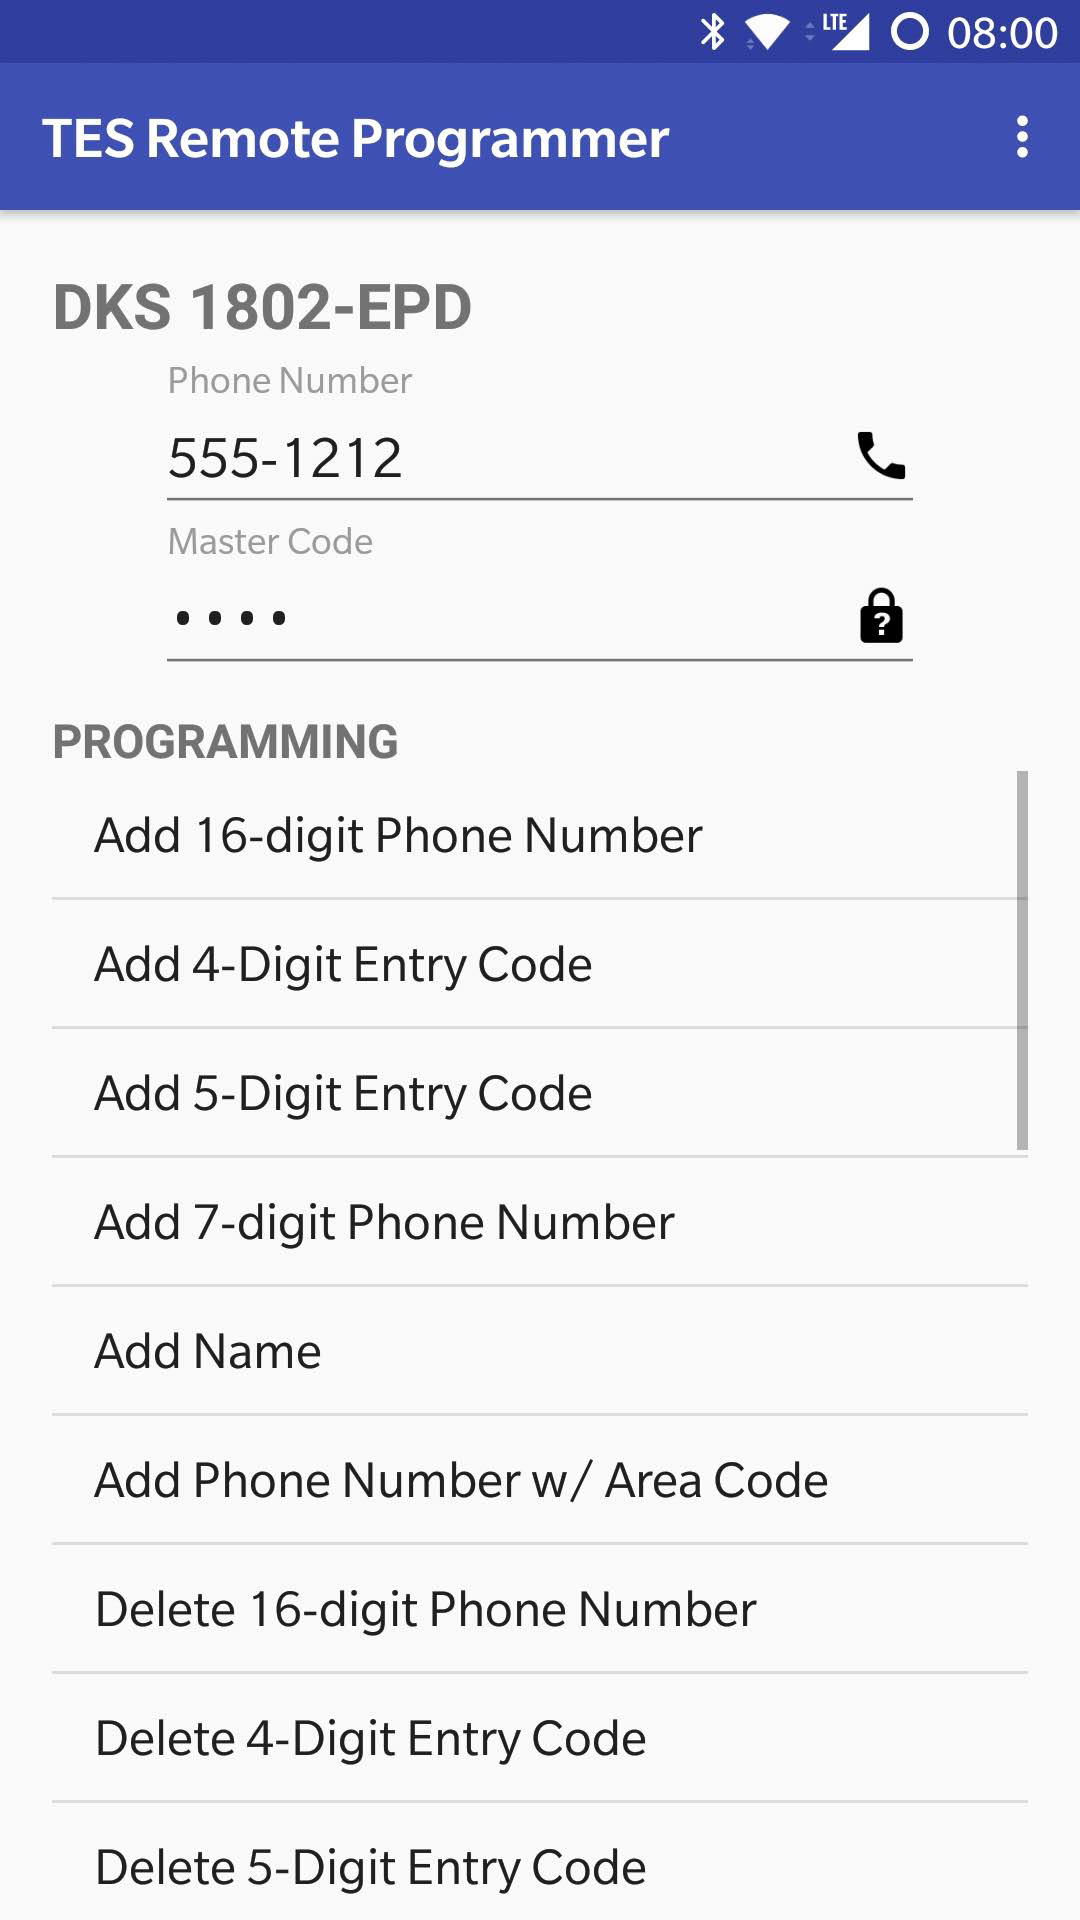 LTE 08:00
TES Remote Programmer
DKS 1802-EPD
Phone Number
555-1212
Master Code
••••
?
PROGRAMMING
Add 16-digit Phone Number
Add 4-Digit Entry Code
Add 5-Digit Entry Code
Add 7-digit Phone Number
Add Name
Add Phone Number w/ Area Code
Delete 16-digit Phone Number
Delete 4-Digit Entry Code
Delete 5-Digit Entry Code